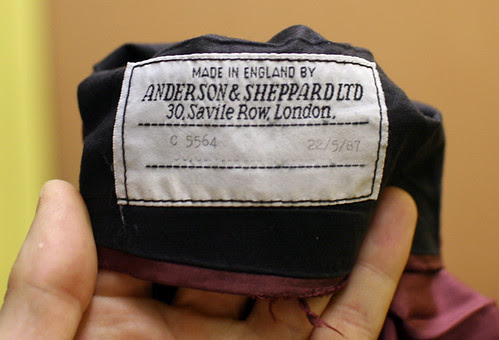 MADE IN ENGLAND BY
ANDERSON & SHEPPARD LTD
30, Savile Row, London.
C 5564 22/5/87